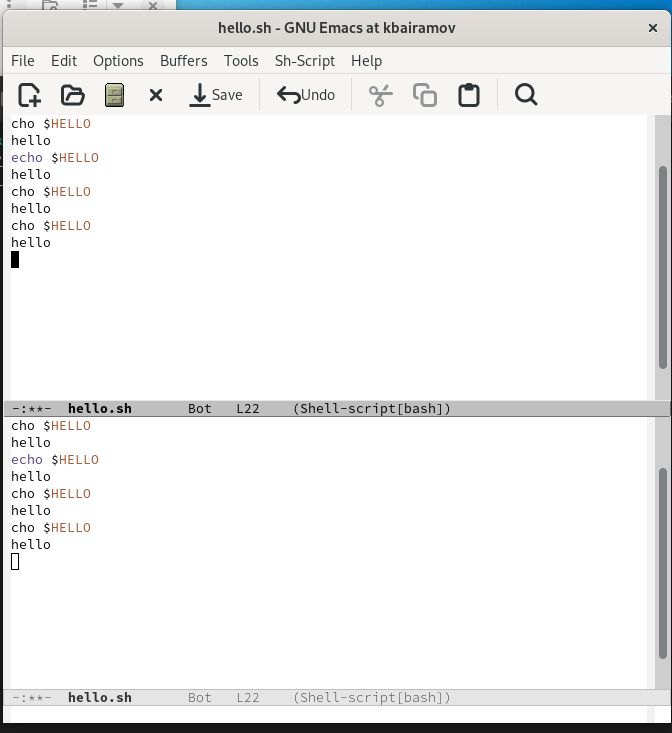 hello.sh - GNU Emacs at kbairamov
File Edit Options Buffers Tools Sh-Script Help
Save Undo
cho $HELLO
hello
echo $HELLO
hello
cho $HELLO
hello
cho $HELLO
hello
-:**- hello.sh Bot L22 (Shell-script[bash])
cho $HELLO
hello
echo $HELLO
hello
cho $HELLO
hello
cho $HELLO
hello
-:**- hello.sh Bot L22 (Shell-script[bash])